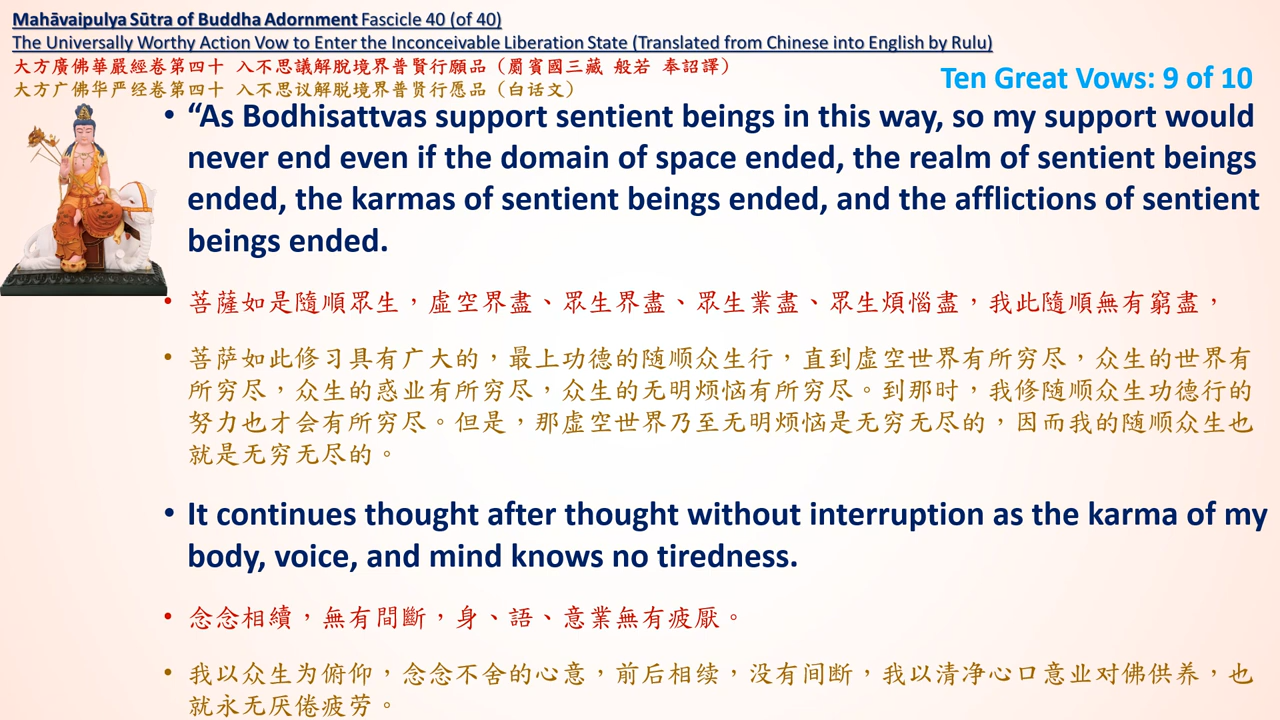 Mahāvaipulya Sūtra of Buddha Adornment Fascicle 40 (of 40)
The Universally Worthy Action Vow to Enter the Inconceivable Liberation State (Translated from Chinese into English by Rulu)
大方廣佛華嚴經卷第四十 入不思議解脫境界普賢行願品（罽賓國三藏 般若 奉詔譯）
大方广佛华严经卷第四十 入不思议解脱境界普贤行愿品（白话文）
Ten Great Vows: 9 of 10
• “As Bodhisattvas support sentient beings in this way, so my support would
never end even if the domain of space ended, the realm of sentient beings
ended, the karmas of sentient beings ended, and the afflictions of sentient
beings ended.
• 菩薩如是隨順眾生，虛空界盡、眾生界盡、眾生業盡、眾生煩惱盡，我此隨順無有窮盡，
• 菩萨如此修习具有广大的，最上功德的随顺众生行，直到虚空世界有所穷尽，众生的世界有
所穷尽，众生的惑业有所穷尽，众生的无明烦恼有所穷尽。到那时，我修随顺众生功德行的
努力也才会有所穷尽。但是，那虚空世界乃至无明烦恼是无穷无尽的，因而我的随顺众生也
就是无穷无尽的。
• It continues thought after thought without interruption as the karma of my
body, voice, and mind knows no tiredness.
• 念念相續，無有間斷，身、語、意業無有疲厭。
• 我以众生为俯仰，念念不舍的心意，前后相续，没有间断，我以清净心口意业对佛供养，也
就永无厌倦疲劳。